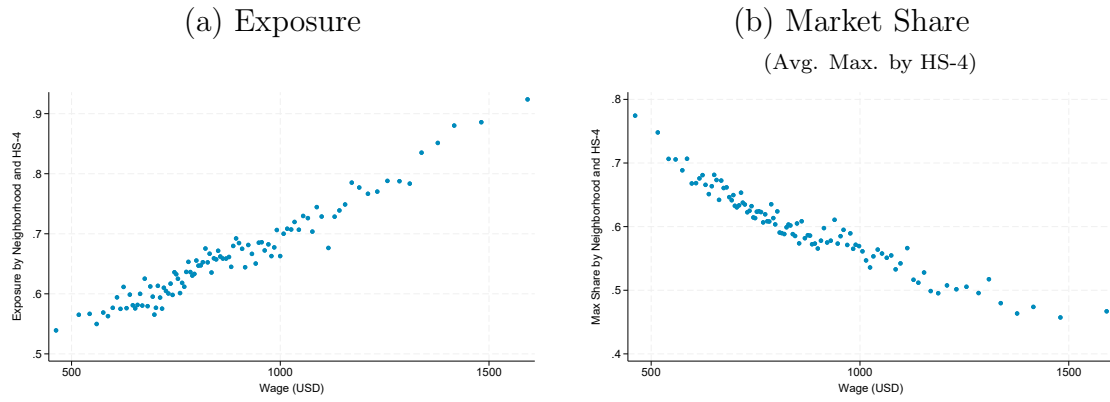 (a) Exposure
Exposure by Neighborhood and HS-4
.9
.8
.7
.6
.5
500
1000
1500
Wage (USD)
(b) Market Share
(Avg. Max. by HS-4)
Max Share by Neighborhood and HS-4
.8
.7
.6
.5
.4
500
1000
1500
Wage (USD)